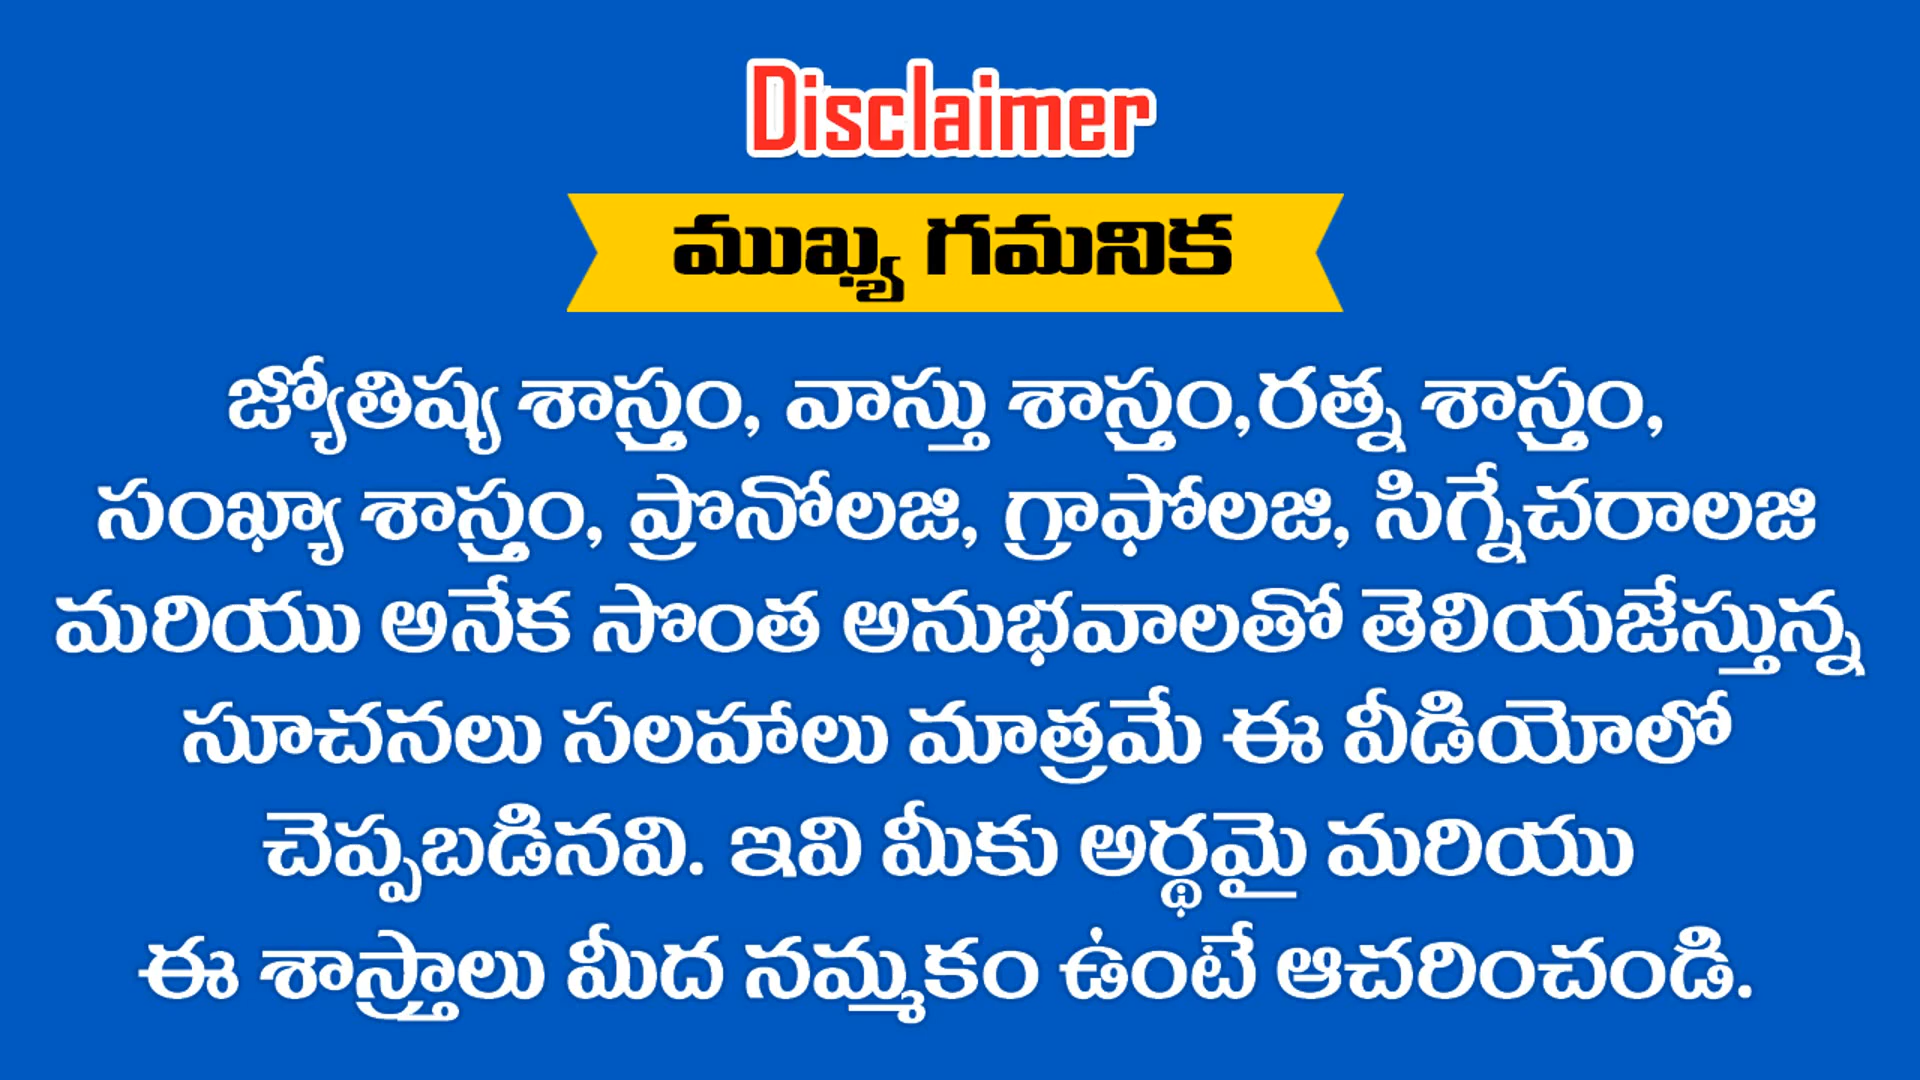 Disclaimer
ముఖ్య గమనిక
జ్యోతిష్య శాస్త్రం, వాస్తు శాస్త్రం,రత్న శాస్త్రం,
సంఖ్యా శాస్త్రం, ప్రొనోలజి, గ్రాఫోలజి, సిగ్నేచరాలజి
మరియు అనేక సొంత అనుభవాలతో తెలియజేస్తున్న
సూచనలు సలహాలు మాత్రమే ఈ వీడియోలో
చెప్పబడినవి. ఇవి మీకు అర్థమై మరియు
ఈ శాస్త్రాలు మీద నమ్మకం ఉంటే ఆచరించండి.